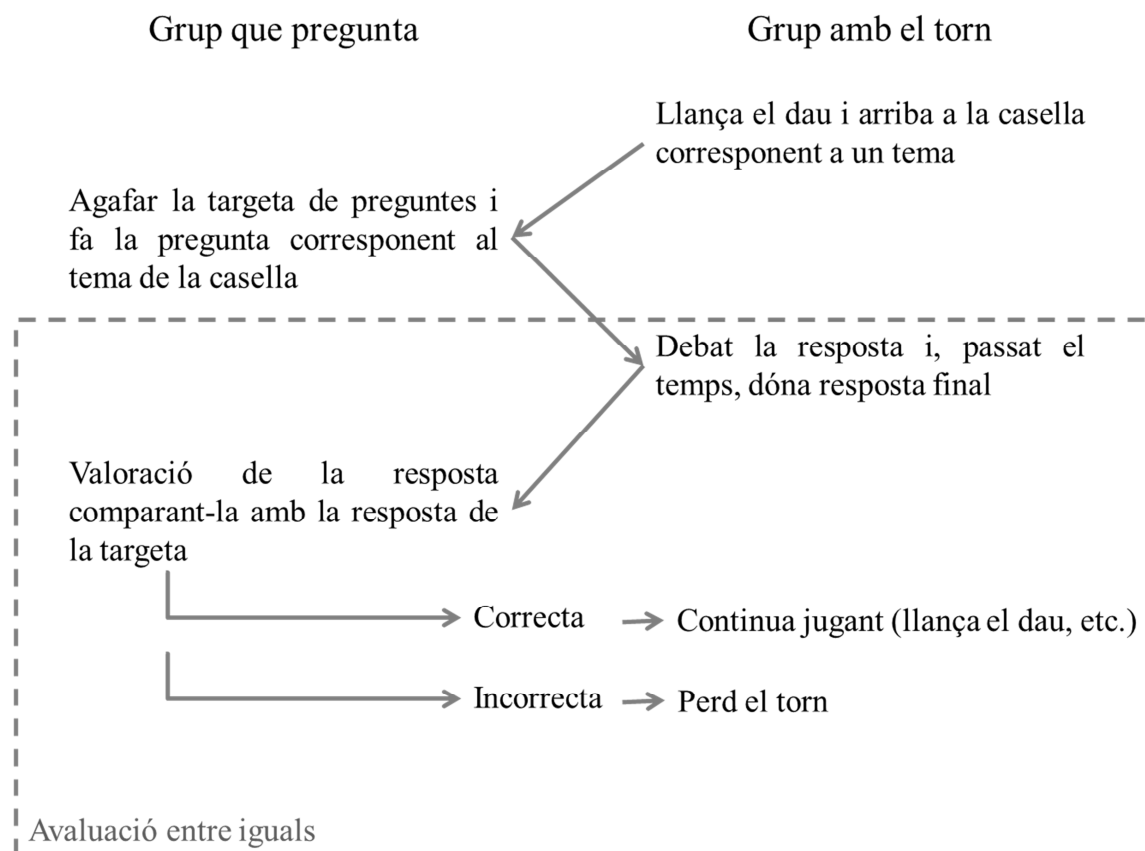 Grup que pregunta
Grup amb el torn
Llança el dau i arriba a la casella
corresponent a un tema
Agafar la targeta de preguntes i
fa la pregunta corresponent al
tema de la casella
Debat la resposta i, passat el
temps, dóna resposta final
Valoració de la resposta
comparant-la amb la resposta de
la targeta
Correcta
Continua jugant (llança el dau, etc.)
Incorrecta
Perd el torn
Avaluació entre iguals